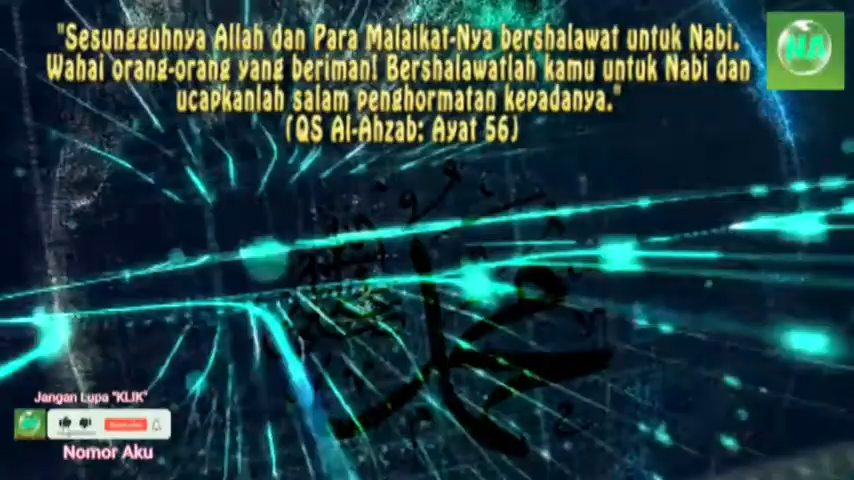 "Sesungguhnya Allah dan Para Malaikat-Nya bershalawat untuk Nabi.
Wahai orang-orang yang beriman! Bershalawatlah kamu untuk Nabi dan
ucapkanlah salam penghormatan kepadanya."
(QS Al-Ahzab: Ayat 56)
NA
Jangan Lupa "KLIK"
Nomor Aku